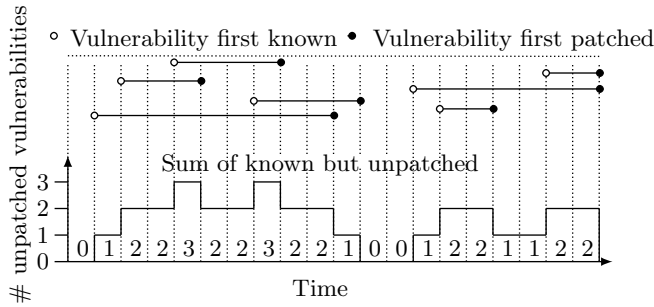 # unpatched vulnerabilities
Vulnerability first known Vulnerability first patched
Sum of known but unpatched
3
2
1
0
0 1 2 2 3 2 2 3 2 2 1 0 0 1 2 2 1 1 2 2
Time